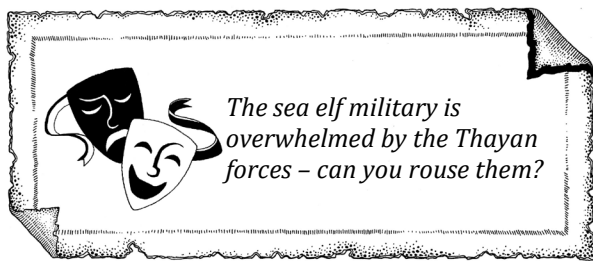 The sea elf military is
overwhelmed by the Thayan
forces – can you rouse them?